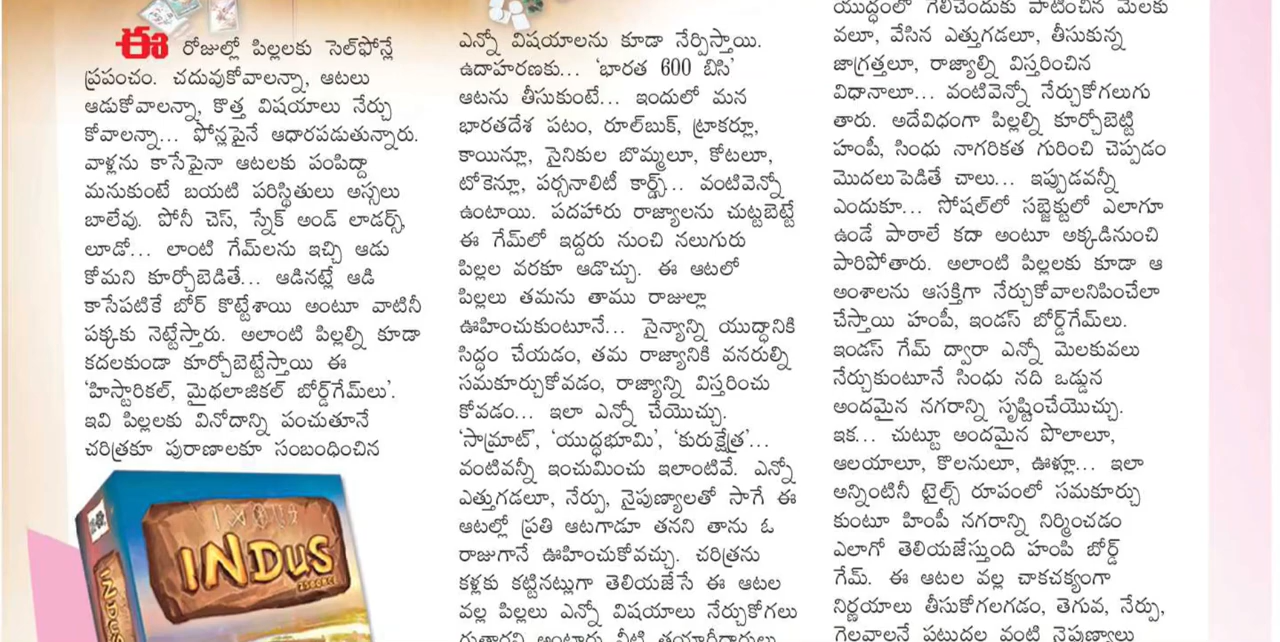 ఈ రోజుల్లో పిల్లలకు సెల్‌ఫోన్లే
ప్రపంచం. చదువుకోవాలన్నా, ఆటలు
ఆడుకోవాలన్నా, కొత్త విషయాలు నేర్చు
కోవాలన్నా... ఫోన్లపైనే ఆధారపడుతున్నారు.
వాళ్లను కాసేపైనా ఆటలకు పంపిద్దా
మనుకుంటే బయటి పరిస్థితులు అస్సలు
బాలేవు. పోనీ చెస్, స్నేక్ అండ్ లాడర్స్,
లూడో... లాంటి గేమ్‌లను ఇచ్చి ఆడు
కోమని కూర్చోబెడితే... ఆడినట్లే ఆడి
కాసేపటికే బోర్ కొట్టేశాయి అంటూ వాటినీ
పక్కకు నెట్టేస్తారు. అలాంటి పిల్లల్ని కూడా
కదలకుండా కూర్చోబెట్టేస్తాయి ఈ
‘హిస్టారికల్, మైథలాజికల్ బోర్డ్‌గేమ్‌లు’.
ఇవి పిల్లలకు వినోదాన్ని పంచుతూనే
చరిత్రకూ పురాణాలకూ సంబంధించిన
INDUS
2500BCE
INDUS
ఎన్నో విషయాలను కూడా నేర్పిస్తాయి.
ఉదాహరణకు... ‘భారత 600 బిసి’
ఆటను తీసుకుంటే... ఇందులో మన
భారతదేశ పటం, రూల్‌బుక్, ట్రాకర్లూ,
కాయిన్లూ, సైనికుల బొమ్మలూ, కోటలూ,
టోకెన్లూ, పర్సనాలిటీ కార్డ్స్... వంటివెన్నో
ఉంటాయి. పదహారు రాజ్యాలను చుట్టబెట్టే
ఈ గేమ్‌లో ఇద్దరు నుంచి నలుగురు
పిల్లల వరకూ ఆడొచ్చు. ఈ ఆటలో
పిల్లలు తమను తాము రాజుల్లా
ఊహించుకుంటూనే... సైన్యాన్ని యుద్ధానికి
సిద్ధం చేయడం, తమ రాజ్యానికి వనరుల్ని
సమకూర్చుకోవడం, రాజ్యాన్ని విస్తరించు
కోవడం... ఇలా ఎన్నో చేయొచ్చు.
‘సామ్రాట్’, ‘యుద్ధభూమి’, ‘కురుక్షేత్ర’...
వంటివన్నీ ఇంచుమించు ఇలాంటివే. ఎన్నో
ఎత్తుగడలూ, నేర్పు, నైపుణ్యాలతో సాగే ఈ
ఆటల్లో ప్రతి ఆటగాడూ తనని తాను ఓ
రాజుగానే ఊహించుకోవచ్చు. చరిత్రను
కళ్లకు కట్టినట్లుగా తెలియజేసే ఈ ఆటల
వల్ల పిల్లలు ఎన్నో విషయాలు నేర్చుకోగలు
గుతారని అంటారు వీటి తయారీదారులు.
యుద్ధంలో గెలిచేందుకు పాటించిన మెలకు
వలూ, వేసిన ఎత్తుగడలూ, తీసుకున్న
జాగ్రత్తలూ, రాజ్యాల్ని విస్తరించిన
విధానాలూ... వంటివెన్నో నేర్చుకోగలుగు
తారు. అదేవిధంగా పిల్లల్ని కూర్చోబెట్టి
హంపీ, సింధు నాగరికత గురించి చెప్పడం
మొదలుపెడితే చాలు... ఇప్పుడవన్నీ
ఎందుకూ... సోషల్‌లో సబ్జెక్టులో ఎలాగూ
ఉండే పాఠాలే కదా అంటూ అక్కడినుంచి
పారిపోతారు. అలాంటి పిల్లలకు కూడా ఆ
అంశాలను ఆసక్తిగా నేర్చుకోవాలనిపించేలా
చేస్తాయి హంపీ, ఇండస్ బోర్డ్‌గేమ్‌లు.
ఇండస్ గేమ్ ద్వారా ఎన్నో మెలకువలు
నేర్చుకుంటూనే సింధు నది ఒడ్డున
అందమైన నగరాన్ని సృష్టించేయొచ్చు.
ఇక... చుట్టూ అందమైన పొలాలూ,
ఆలయాలూ, కొలనులూ, ఊళ్లూ... ఇలా
అన్నింటినీ టైల్స్ రూపంలో సమకూర్చు
కుంటూ హింపీ నగరాన్ని నిర్మించడం
ఎలాగో తెలియజేస్తుంది హంపి బోర్డ్
గేమ్. ఈ ఆటల వల్ల చాకచక్యంగా
నిర్ణయాలు తీసుకోగలగడం, తెగువ, నేర్పు,
గెలవాలనే పట్టుదల వంటి నైపుణ్యాలు